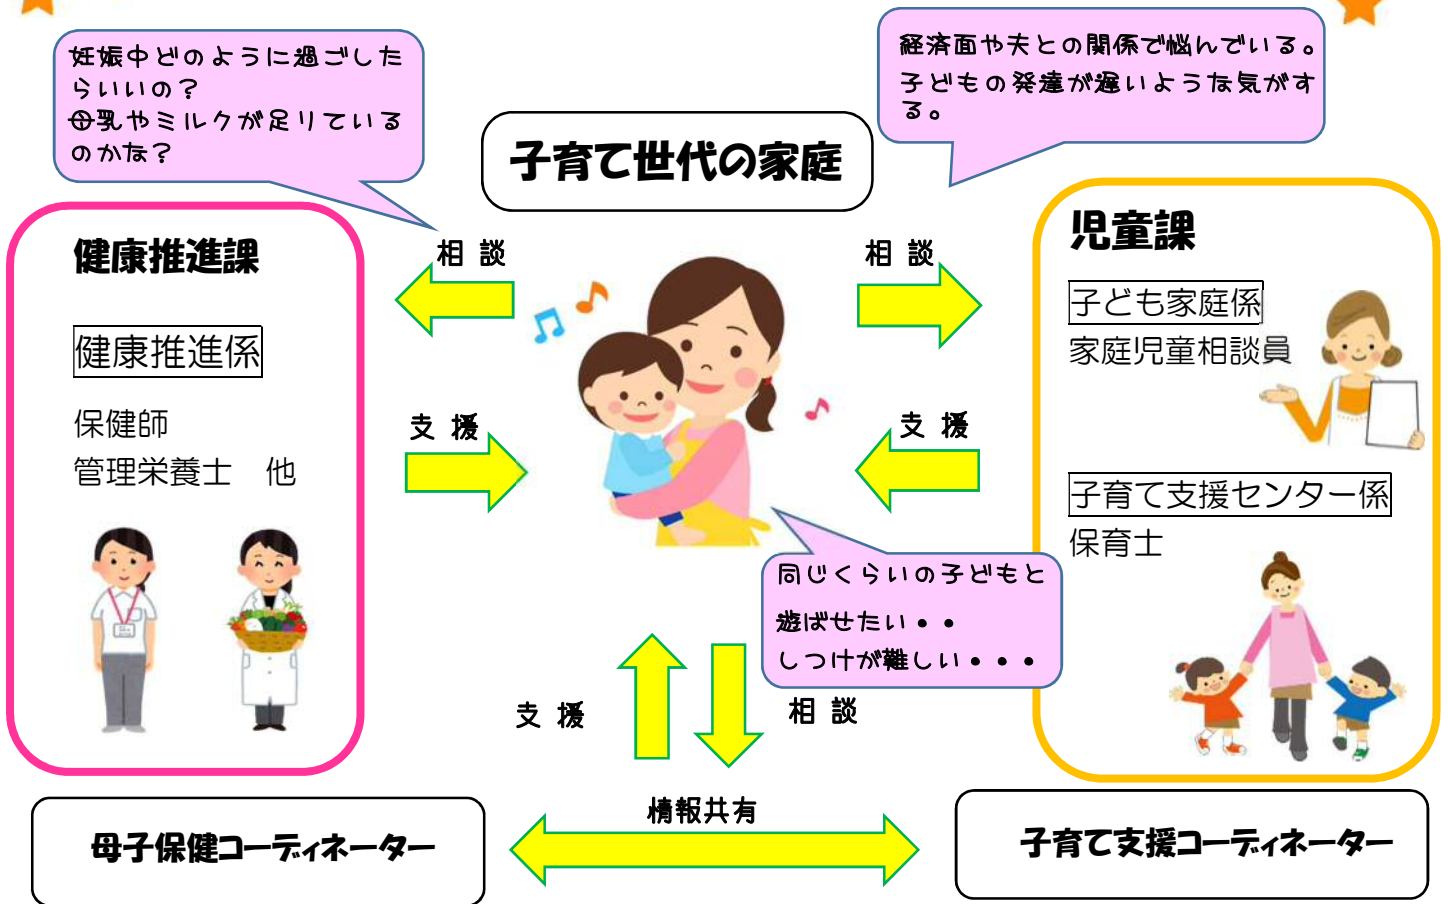 妊娠中どのように過ごした
らいいの？
母乳やミルクが足りている
のかな？
経済面や夫との関係で悩んでいる。
子どもの発達が遅いような気がす
る。
子育て世代の家庭
健康推進課
健康推進係
保健師
管理栄養士　他
相 談
支 援
相 談
支 援
児童課
子ども家庭係
家庭児童相談員
子育て支援センター係
保育士
同じくらいの子どもと
遊ばせたい・・
しつけが難しい・・・
支 援
相 談
情報共有
母子保健コーディネーター
子育て支援コーディネーター